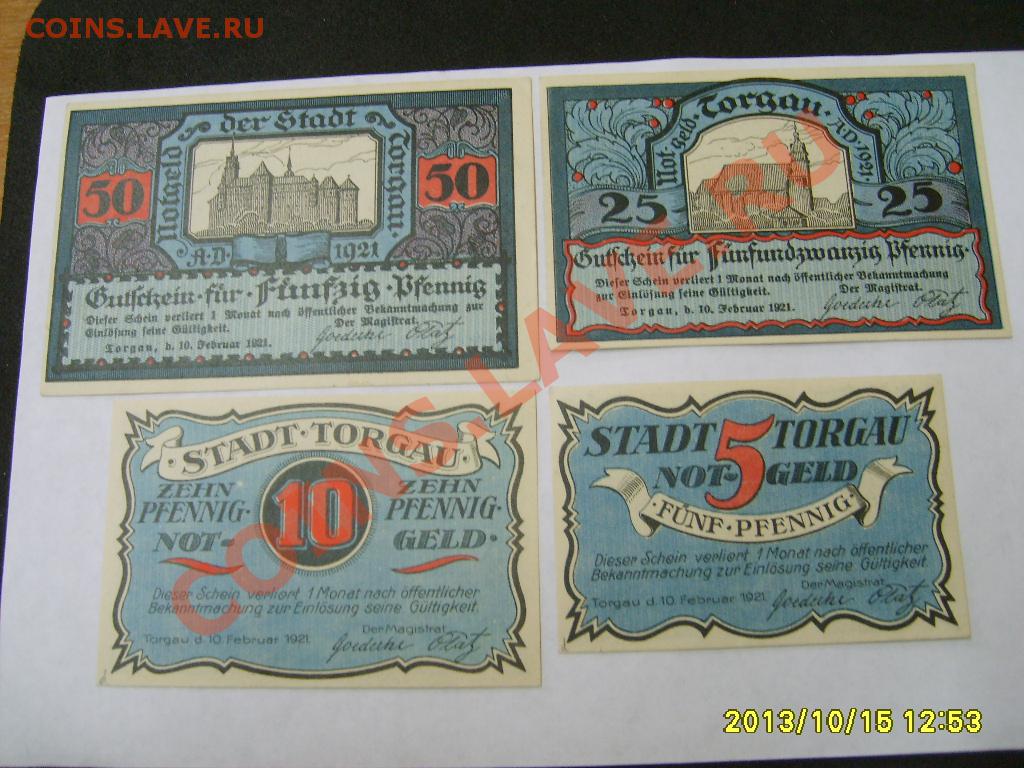 COINS.LAVE.RU
Notgeld der Stadt Torgau
50 50
A·D· 1921
Gutschein·für·Fünfzig·Pfennig
Dieser Schein verliert 1 Monat nach öffentlicher Bekanntmachung zur
Einlösung seine Gültigkeit. Der Magistrat.
Torgau, d. 10. Februar 1921.
Not-geld· Torgau
25 25
Gutschein für Fünfundzwanzig Pfennig·
Dieser Schein verliert 1 Monat nach öffentlicher Bekanntmachung
zur Einlösung seine Gültigkeit. Der Magistrat.
Torgau, d. 10. Februar 1921.
·STADT·TORGAU·
ZEHN 10 ZEHN
PFENNIG· PFENNIG·
NOT- GELD·
Dieser Schein verliert 1 Monat nach öffentlicher
Bekanntmachung zur Einlösung seine Gültigkeit.
Der Magistrat
Torgau d. 10. Februar 1921.
STADT 5 TORGAU
NOT- GELD
·FÜNF·PFENNIG·
Dieser Schein verliert 1 Monat nach öffentlicher
Bekanntmachung zur Einlösung seine Gültigkeit.
Der Magistrat
Torgau d. 10. Februar 1921.
COINS.LAVE.RU
2013/10/15 12:53